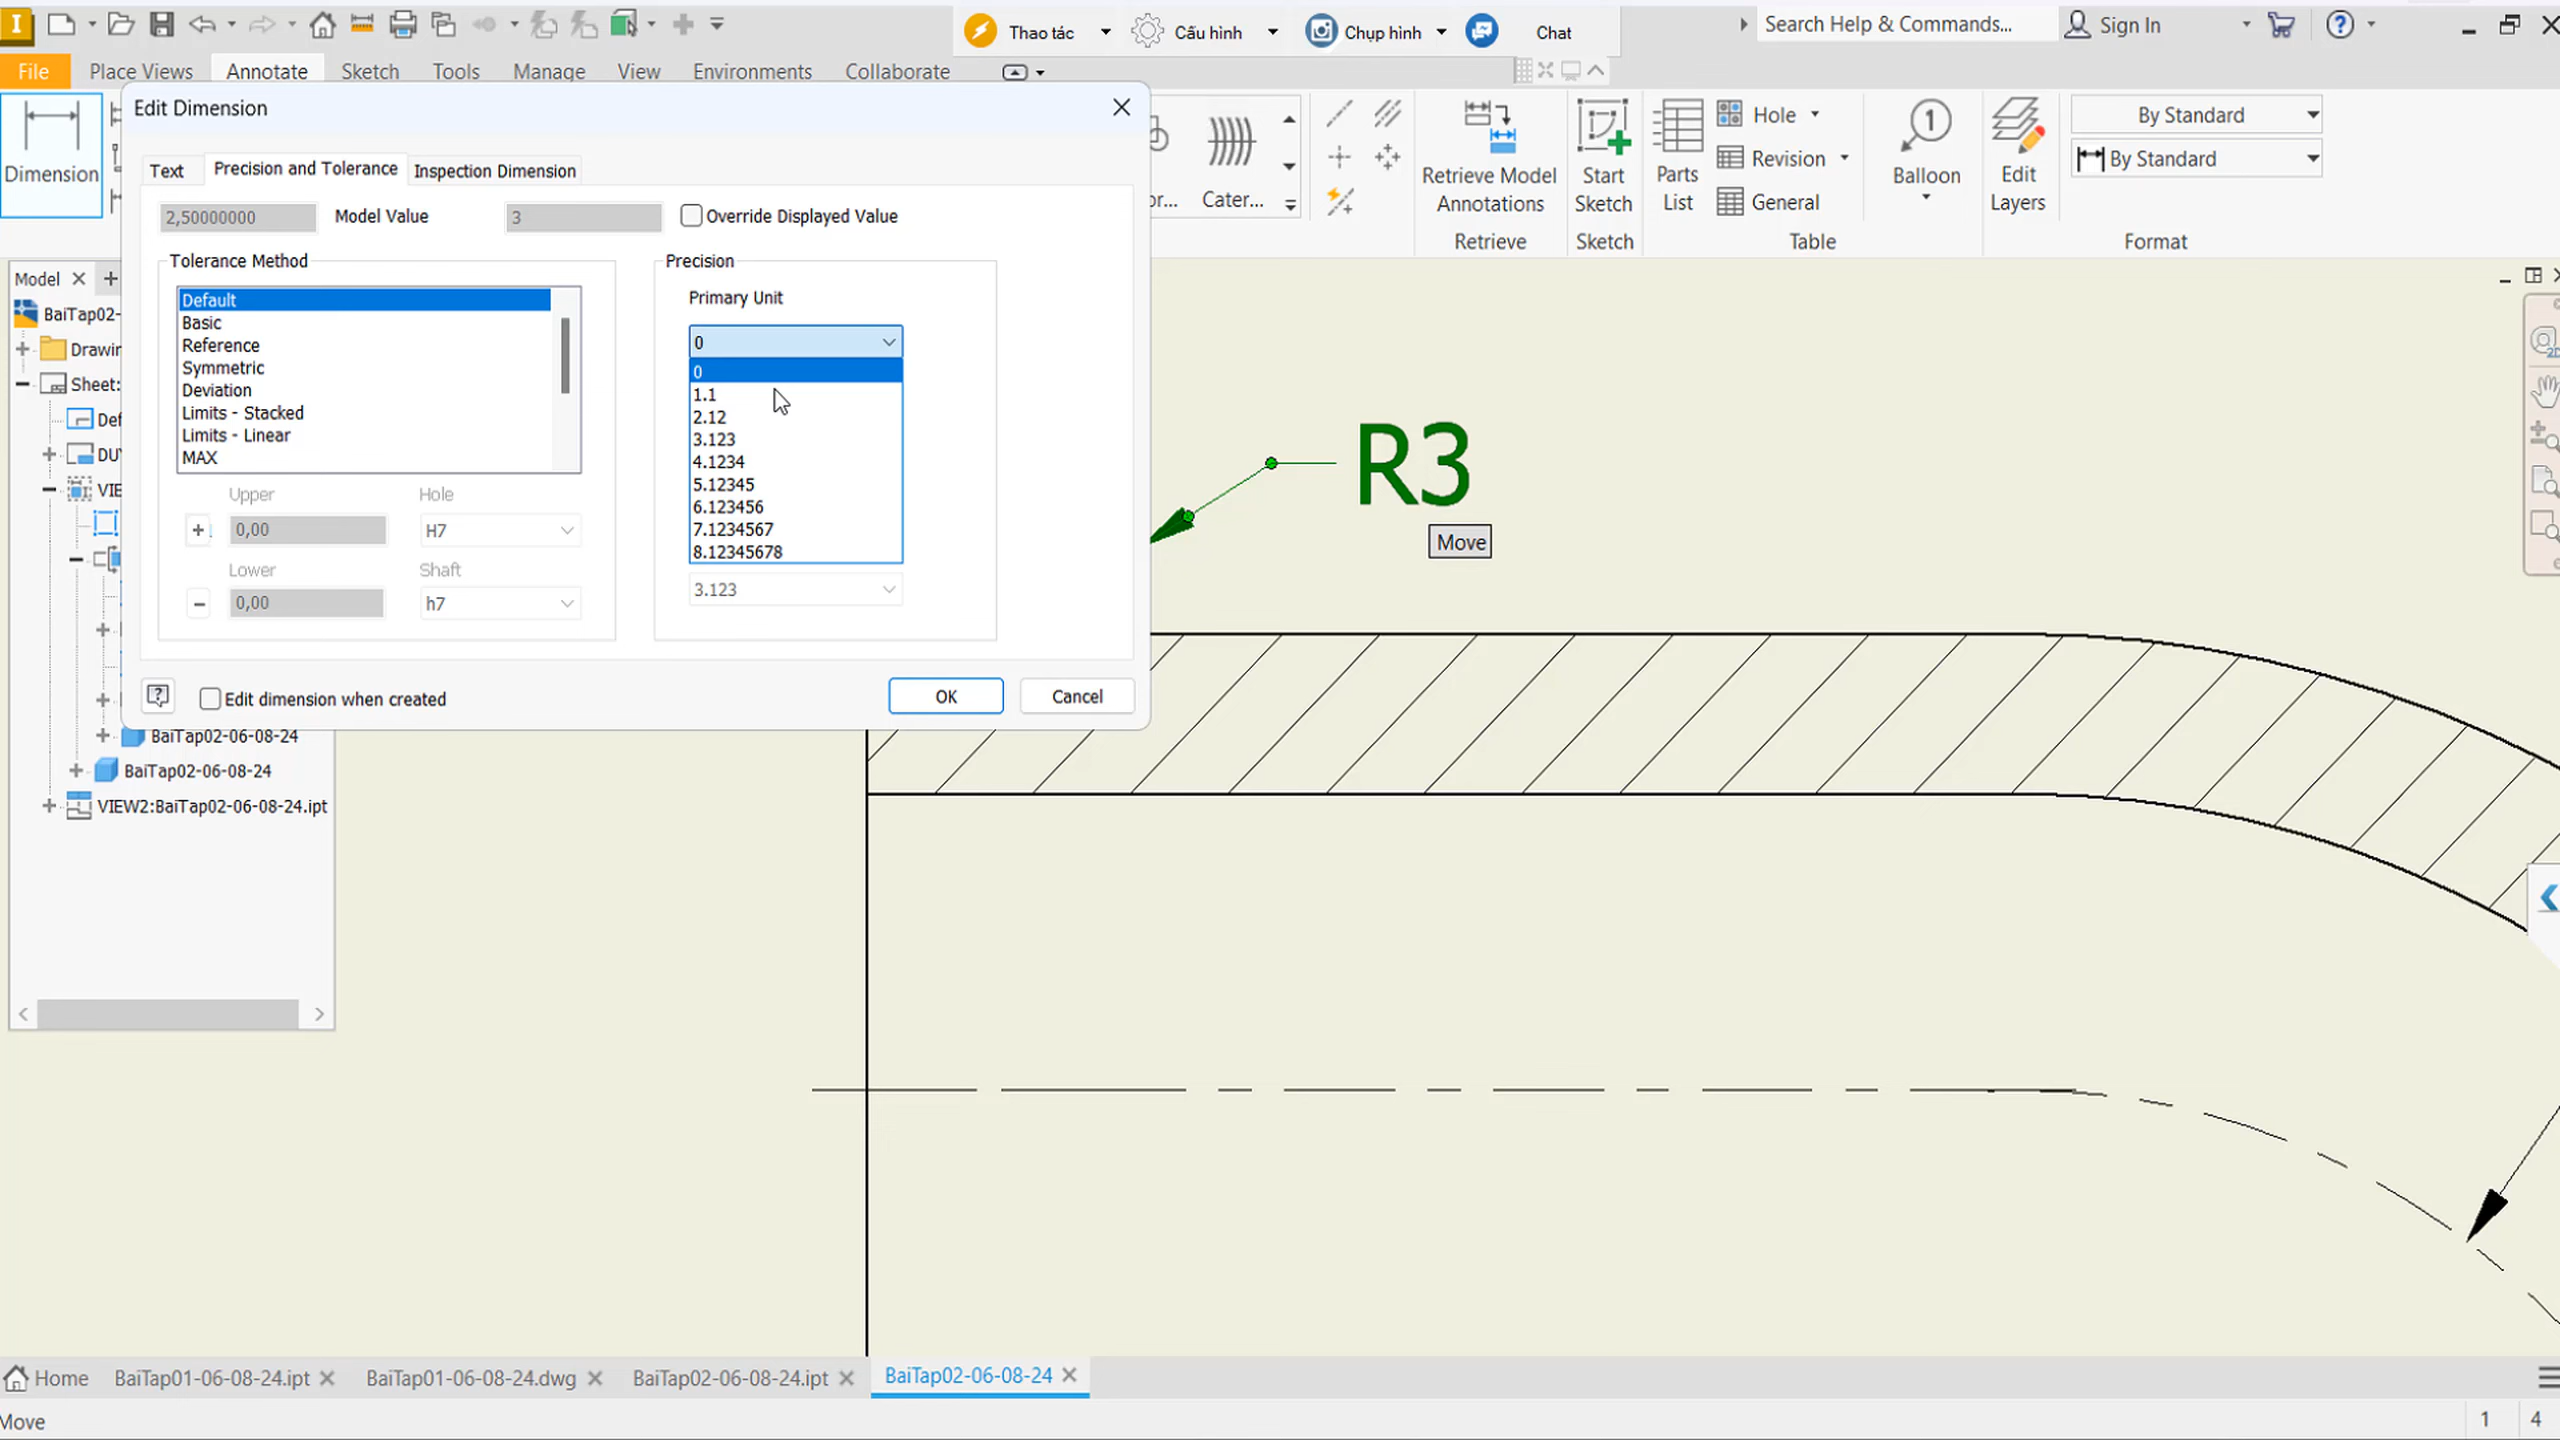 Thao tác
Cấu hình
Chụp hình
Chat
Search Help & Commands...
Sign In
File
Place Views
Annotate
Sketch
Tools
Manage
View
Environments
Collaborate
Edit Dimension
Dimension
Cater...
Retrieve Model
Annotations
Retrieve
Start
Sketch
Sketch
Parts
List
Hole
Revision
General
Table
Balloon
Edit
Layers
By Standard
By Standard
Format
Text
Precision and Tolerance
Inspection Dimension
2,50000000
Model Value
3
Override Displayed Value
Tolerance Method
Default
Basic
Reference
Symmetric
Deviation
Limits - Stacked
Limits - Linear
MAX
Upper
0,00
Hole
H7
Lower
0,00
Shaft
h7
Precision
Primary Unit
0
0
1.1
2.12
3.123
4.1234
5.12345
6.123456
7.1234567
8.12345678
3.123
Edit dimension when created
OK
Cancel
Model
BaiTap02-
Drawin
Sheet:
Def
DUY
VIE
BaiTap02-06-08-24
BaiTap02-06-08-24
VIEW2:BaiTap02-06-08-24.ipt
R3
Move
Home
BaiTap01-06-08-24.ipt
BaiTap01-06-08-24.dwg
BaiTap02-06-08-24.ipt
BaiTap02-06-08-24
Move
1
4